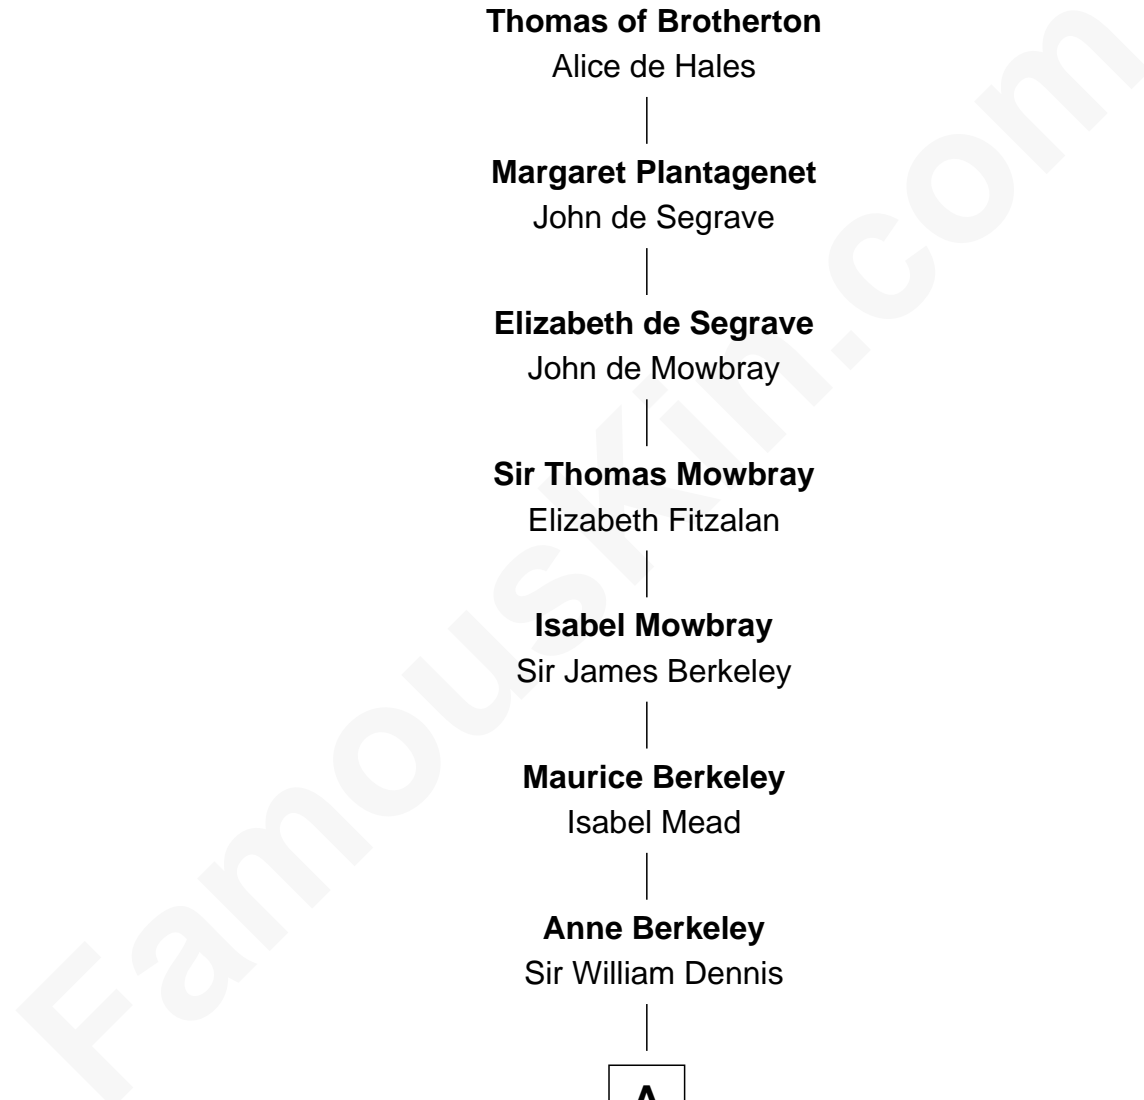 Thomas of Brotherton
Alice de Hales
Margaret Plantagenet
John de Segrave
Elizabeth de Segrave
John de Mowbray
Sir Thomas Mowbray
Elizabeth Fitzalan
Isabel Mowbray
Sir James Berkeley
Maurice Berkeley
Isabel Mead
Anne Berkeley
Sir William Dennis
A
FamousKin.com